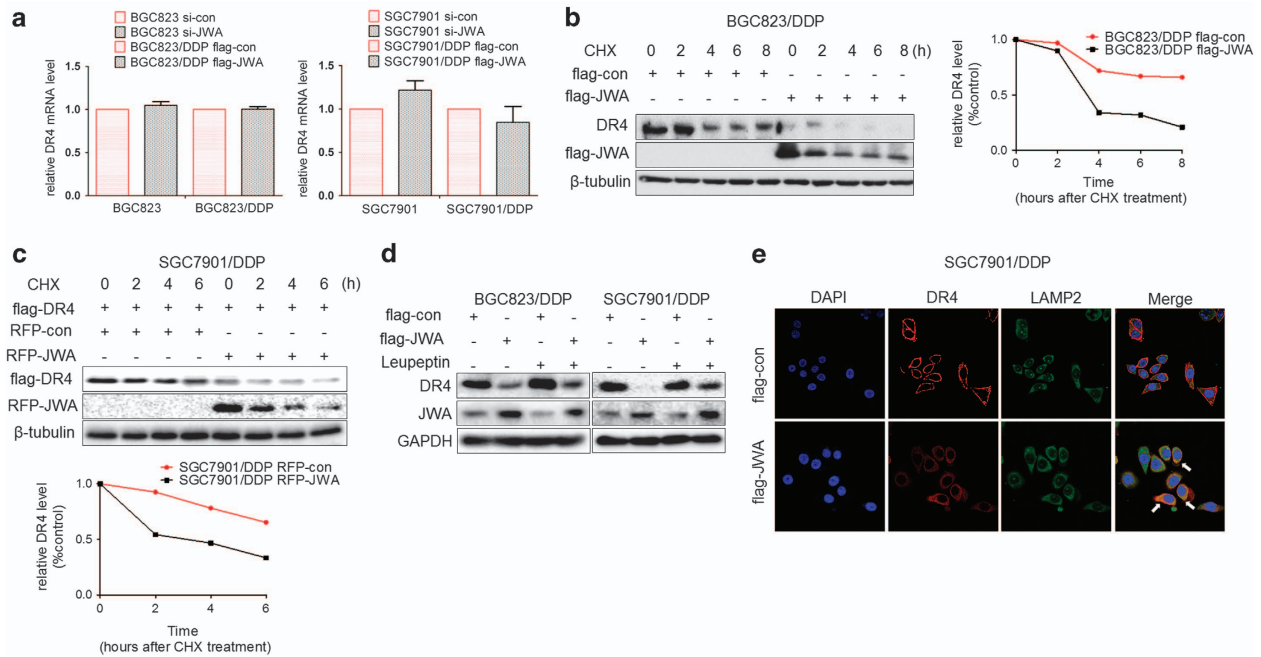 a
BGC823 si-con
BGC823 si-JWA
BGC823/DDP flag-con
BGC823/DDP flag-JWA
relative DR4 mRNA level
1.5
1.0
0.5
0.0
BGC823 BGC823/DDP
SGC7901 si-con
SGC7901 si-JWA
SGC7901/DDP flag-con
SGC7901/DDP flag-JWA
relative DR4 mRNA level
1.5
1.0
0.5
0.0
SGC7901 SGC7901/DDP
b
BGC823/DDP
CHX 0 2 4 6 8 0 2 4 6 8 (h)
flag-con + + + + + - - - - -
flag-JWA - - - - - + + + + +
DR4
flag-JWA
β-tubulin
BGC823/DDP flag-con
BGC823/DDP flag-JWA
relative DR4 level
(%control)
1.0
0.5
0.0
0 2 4 6 8
Time
(hours after CHX treatment)
c
SGC7901/DDP
CHX 0 2 4 6 0 2 4 6 (h)
flag-DR4 + + + + + + + +
RFP-con + + + + - - - -
RFP-JWA - - - - + + + +
flag-DR4
RFP-JWA
β-tubulin
SGC7901/DDP RFP-con
SGC7901/DDP RFP-JWA
relative DR4 level
(%control)
1.0
0.5
0.0
0 2 4 6
Time
(hours after CHX treatment)
d
BGC823/DDP SGC7901/DDP
flag-con + - + - + - + -
flag-JWA - + - + - + - +
Leupeptin - - + + - - + +
DR4
JWA
GAPDH
e
SGC7901/DDP
DAPI DR4 LAMP2 Merge
flag-con
flag-JWA